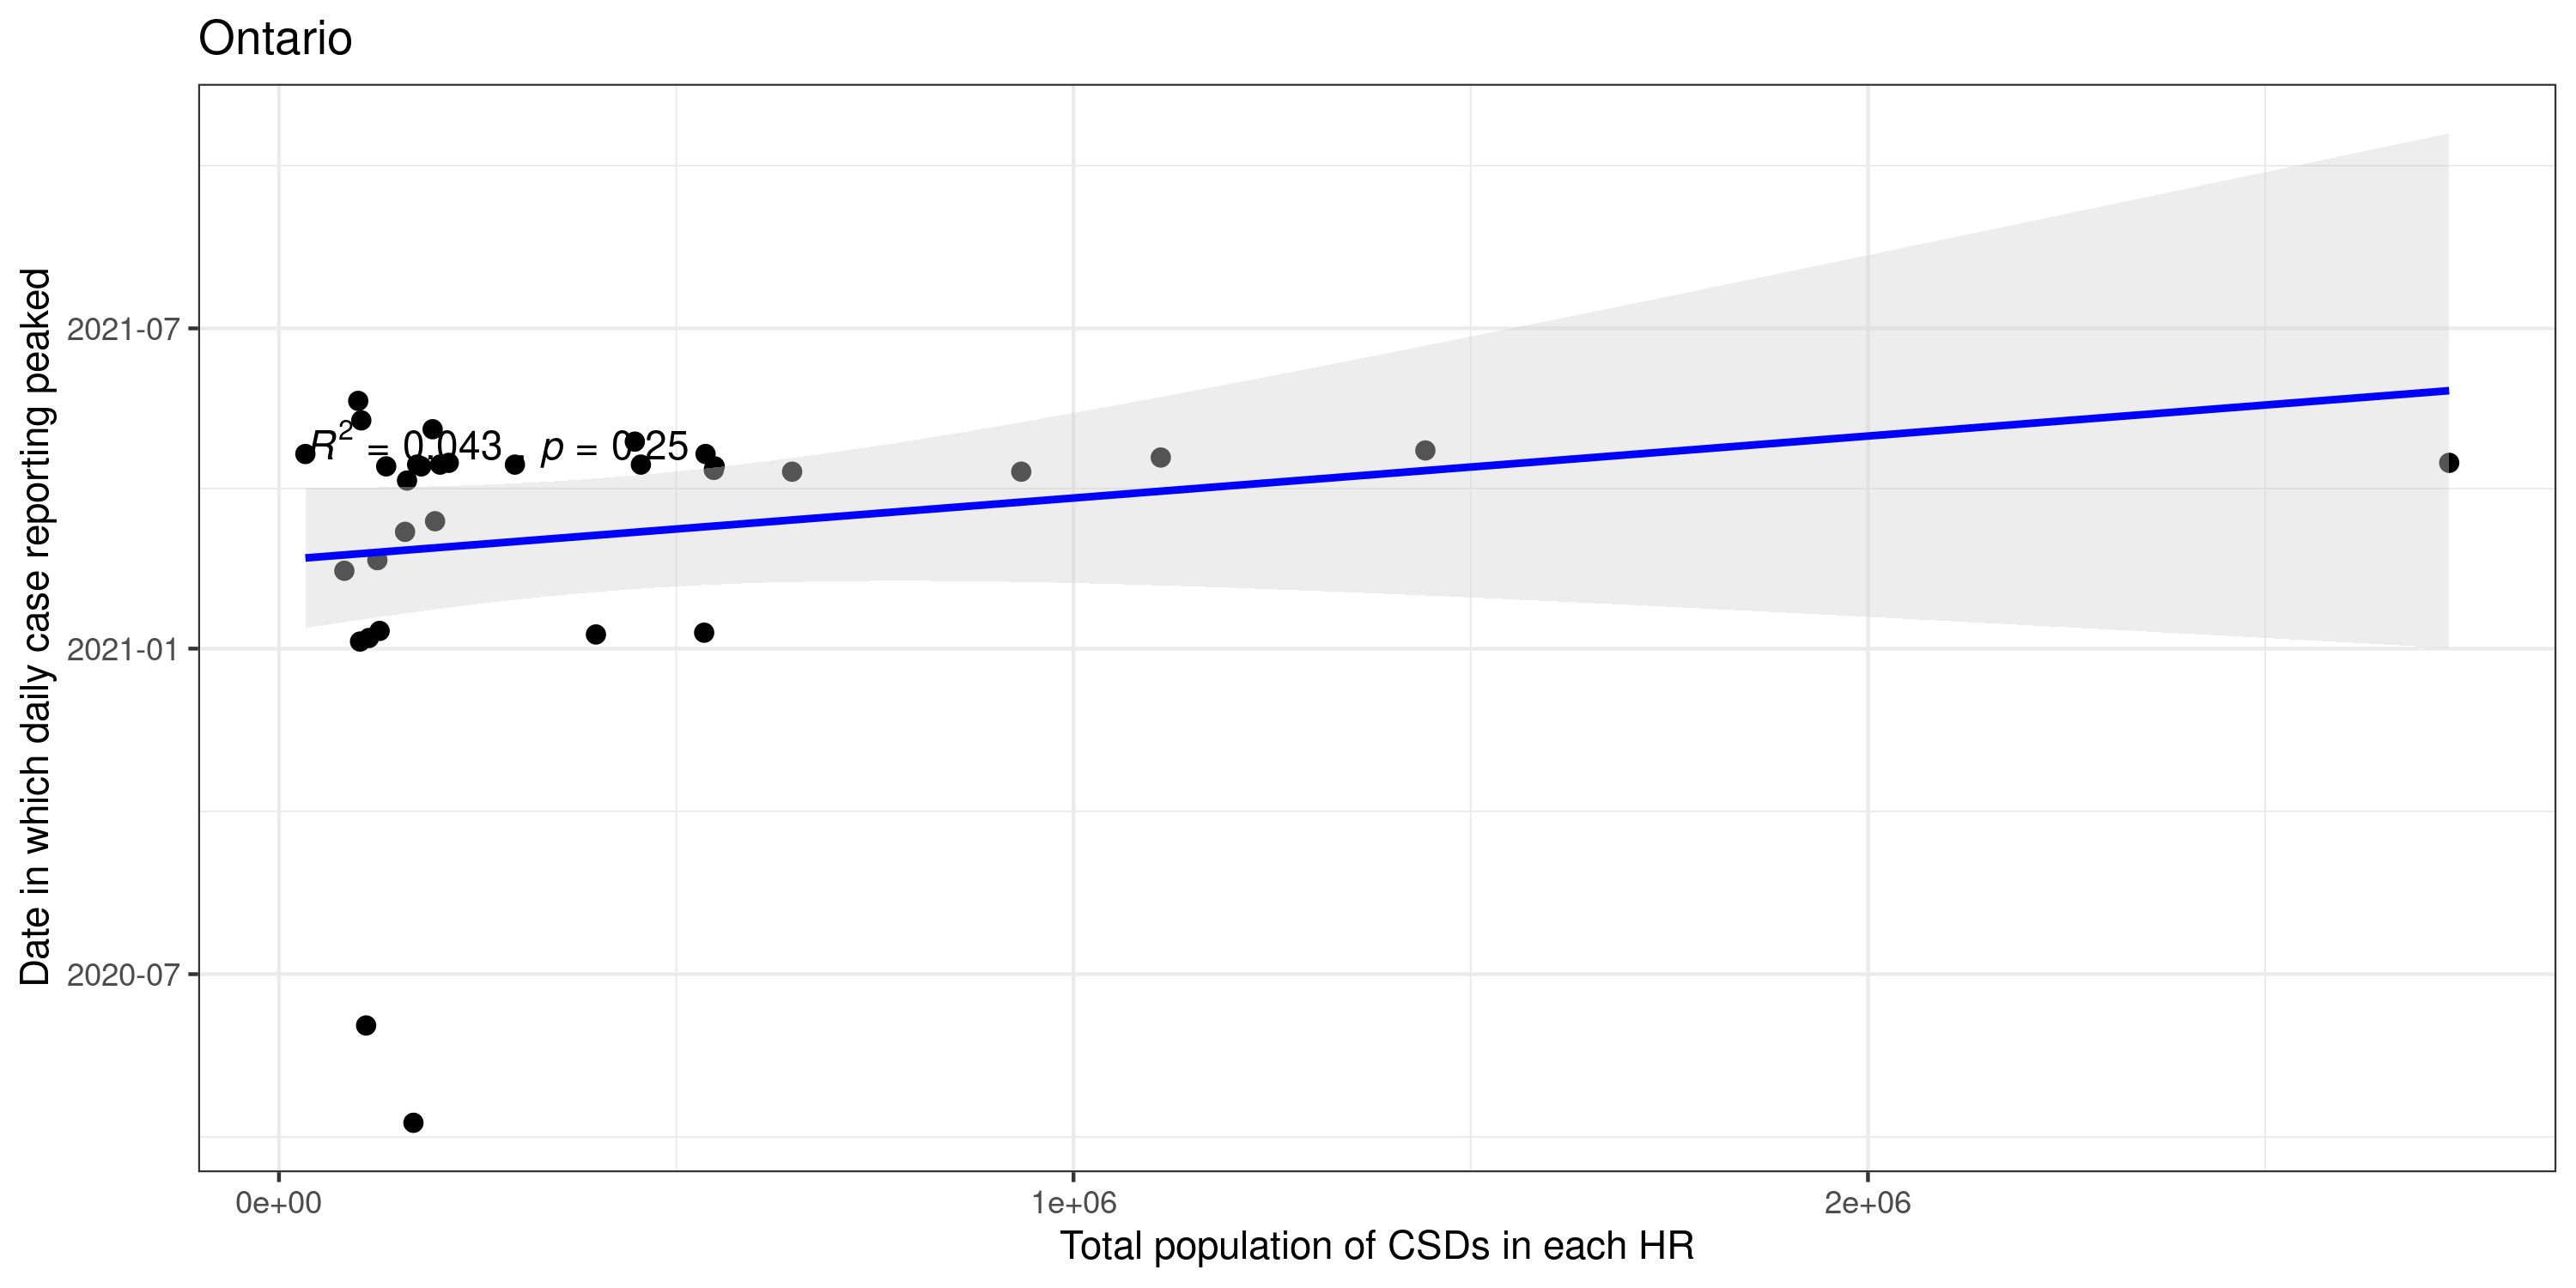 Ontario
Date in which daily case reporting peaked
2021-07
2021-01
2020-07
R² = 0.043 , p = 0.25
0e+00 1e+06 2e+06
Total population of CSDs in each HR